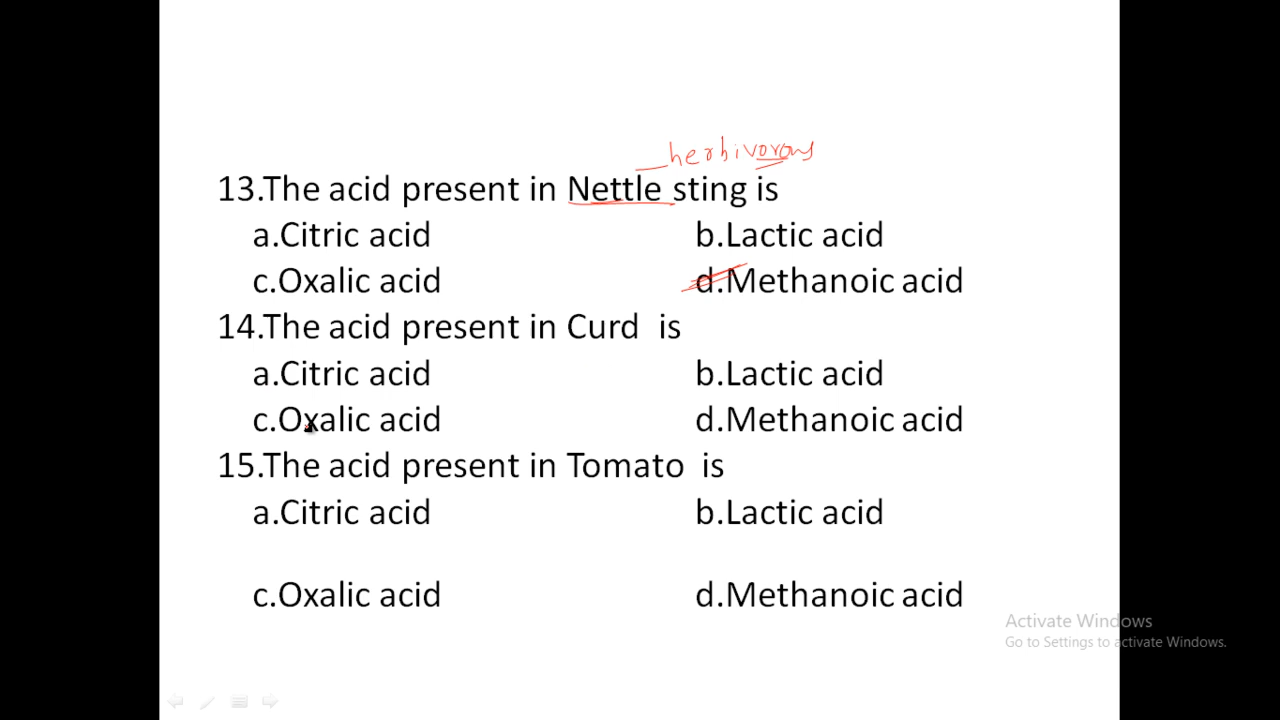 herbivorous
13.The acid present in Nettle sting is
a.Citric acid b.Lactic acid
c.Oxalic acid d.Methanoic acid
14.The acid present in Curd is
a.Citric acid b.Lactic acid
c.Oxalic acid d.Methanoic acid
15.The acid present in Tomato is
a.Citric acid b.Lactic acid
c.Oxalic acid d.Methanoic acid
Activate Windows
Go to Settings to activate Windows.